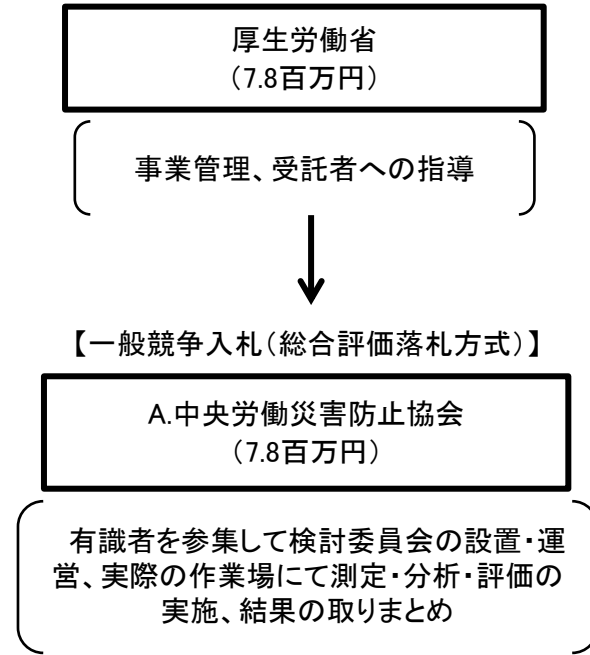 厚生労働省
（7.8百万円）
事業管理、受託者への指導
【一般競争入札（総合評価落札方式）】
A.中央労働災害防止協会
（7.8百万円）
有識者を参集して検討委員会の設置・運
営、実際の作業場にて測定・分析・評価の
実施、結果の取りまとめ